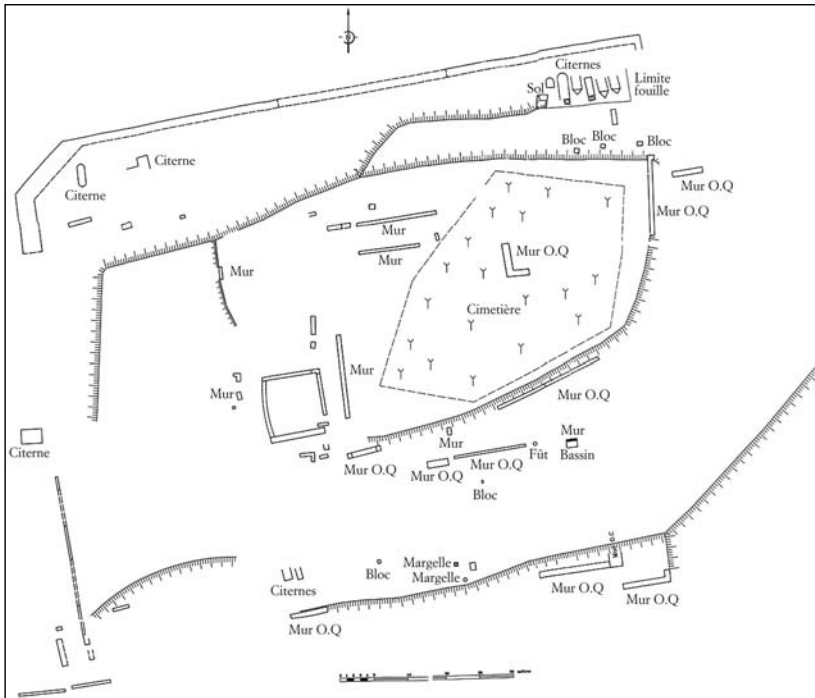 Citernes
Sol
Limite
fouille
Bloc
Bloc
Bloc
Citerne
Citerne
Mur O.Q
Mur O.Q
Mur
Mur
Mur
Mur O.Q
Cimetière
Mur
Mur
Mur O.Q
Citerne
Mur
Mur
Mur O.Q
Mur O.Q
Mur O.Q
Fût
Bassin
Bloc
Bloc
Margelle
Margelle
Citernes
Mur O.Q
Mur O.Q
Mur O.Q